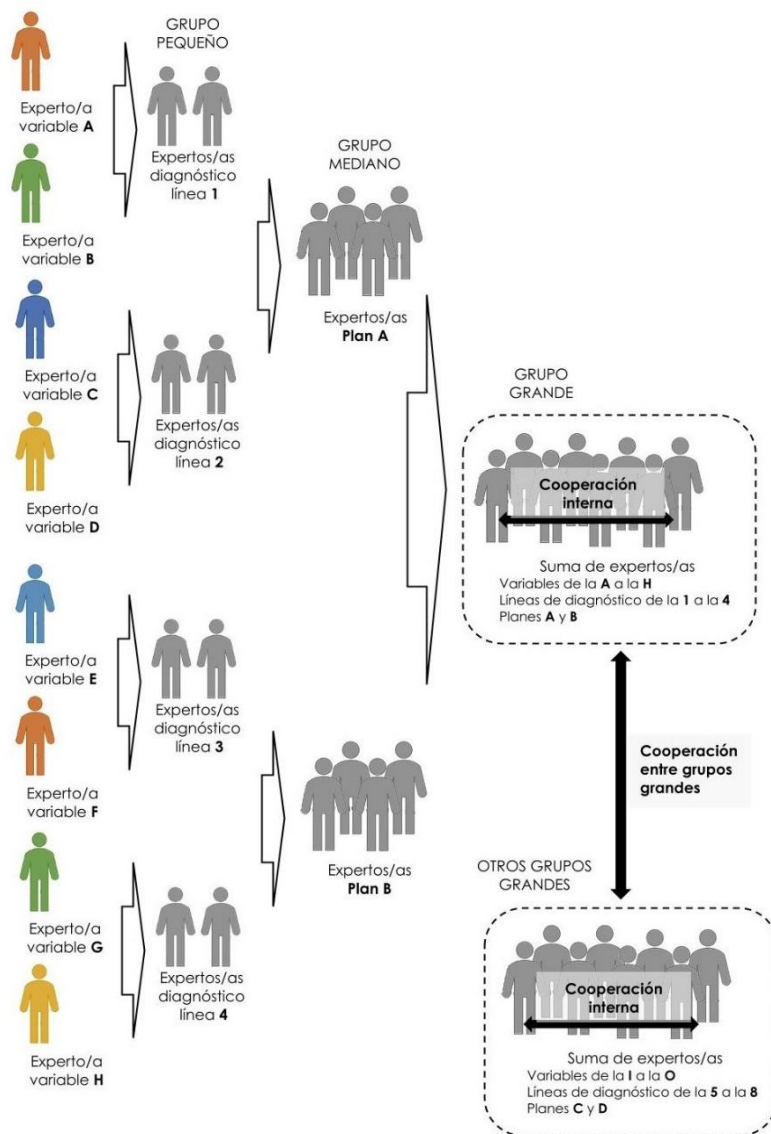 GRUPO
PEQUEÑO
Experto/a
variable A
Expertos/as
diagnóstico
línea 1
Experto/a
variable B
GRUPO
MEDIANO
Expertos/as
Plan A
Experto/a
variable C
Expertos/as
diagnóstico
línea 2
Experto/a
variable D
GRUPO
GRANDE
Cooperación
interna
Suma de expertos/as
Variables de la A a la H
Líneas de diagnóstico de la 1 a la 4
Planes A y B
Experto/a
variable E
Expertos/as
diagnóstico
línea 3
Experto/a
variable F
Expertos/as
Plan B
Cooperación
entre grupos
grandes
Experto/a
variable G
Expertos/as
diagnóstico
línea 4
Experto/a
variable H
OTROS GRUPOS
GRANDES
Cooperación
interna
Suma de expertos/as
Variables de la I a la O
Líneas de diagnóstico de la 5 a la 8
Planes C y D